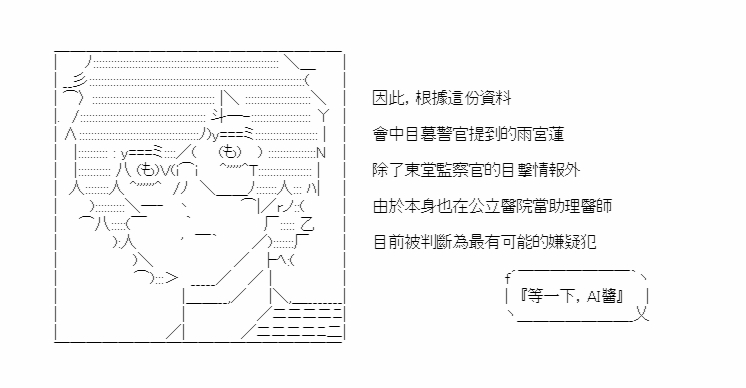 因此，根據這份資料
會中目暮警官提到的雨宮蓮
除了東堂監察官的目擊情報外
由於本身也在公立醫院當助理醫師
目前被判斷為最有可能的嫌疑犯
『等一下，AI醬』